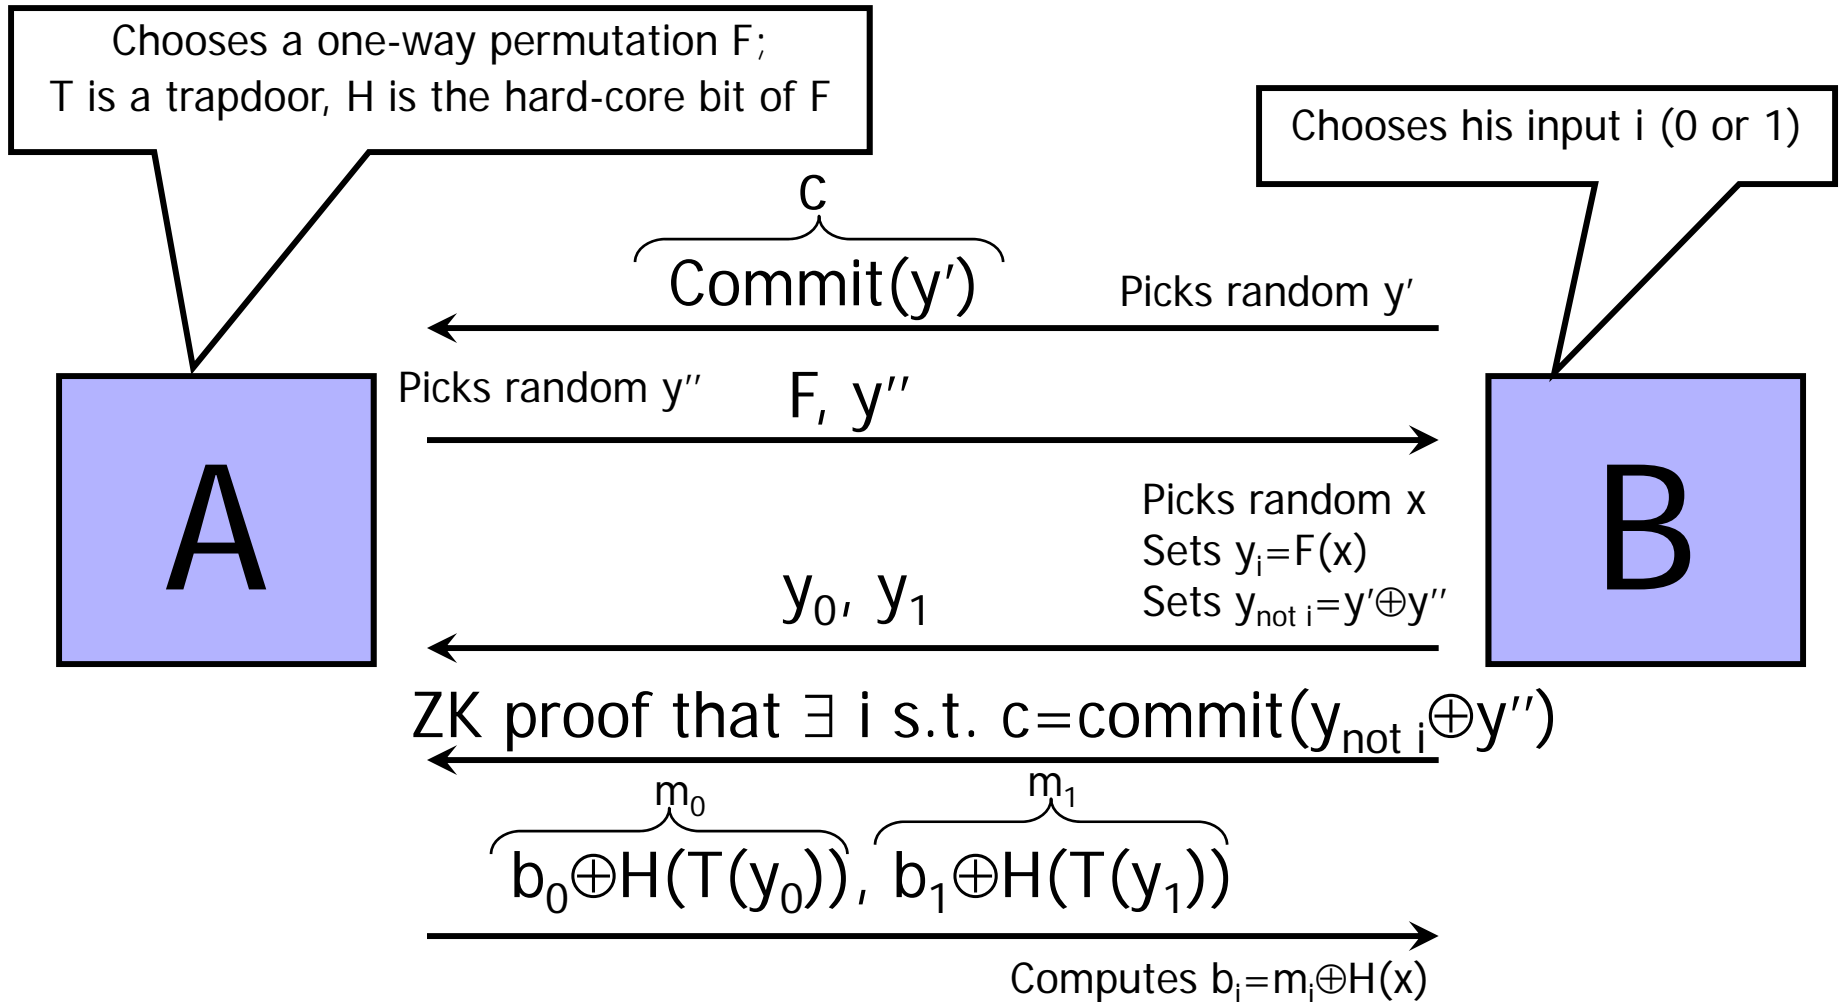 Chooses a one-way permutation F;
T is a trapdoor, H is the hard-core bit of F
Chooses his input i (0 or 1)
C
Commit(y′)
Picks random y′
Picks random y′′
F, y′′
A
B
Picks random x
Sets yᵢ=F(x)
Sets y_not i=y′⊕y′′
y₀, y₁
ZK proof that ∃ i s.t. c=commit(y_not i⊕y′′)
m₀ m₁
b₀⊕H(T(y₀)), b₁⊕H(T(y₁))
Computes bᵢ=mᵢ⊕H(x)